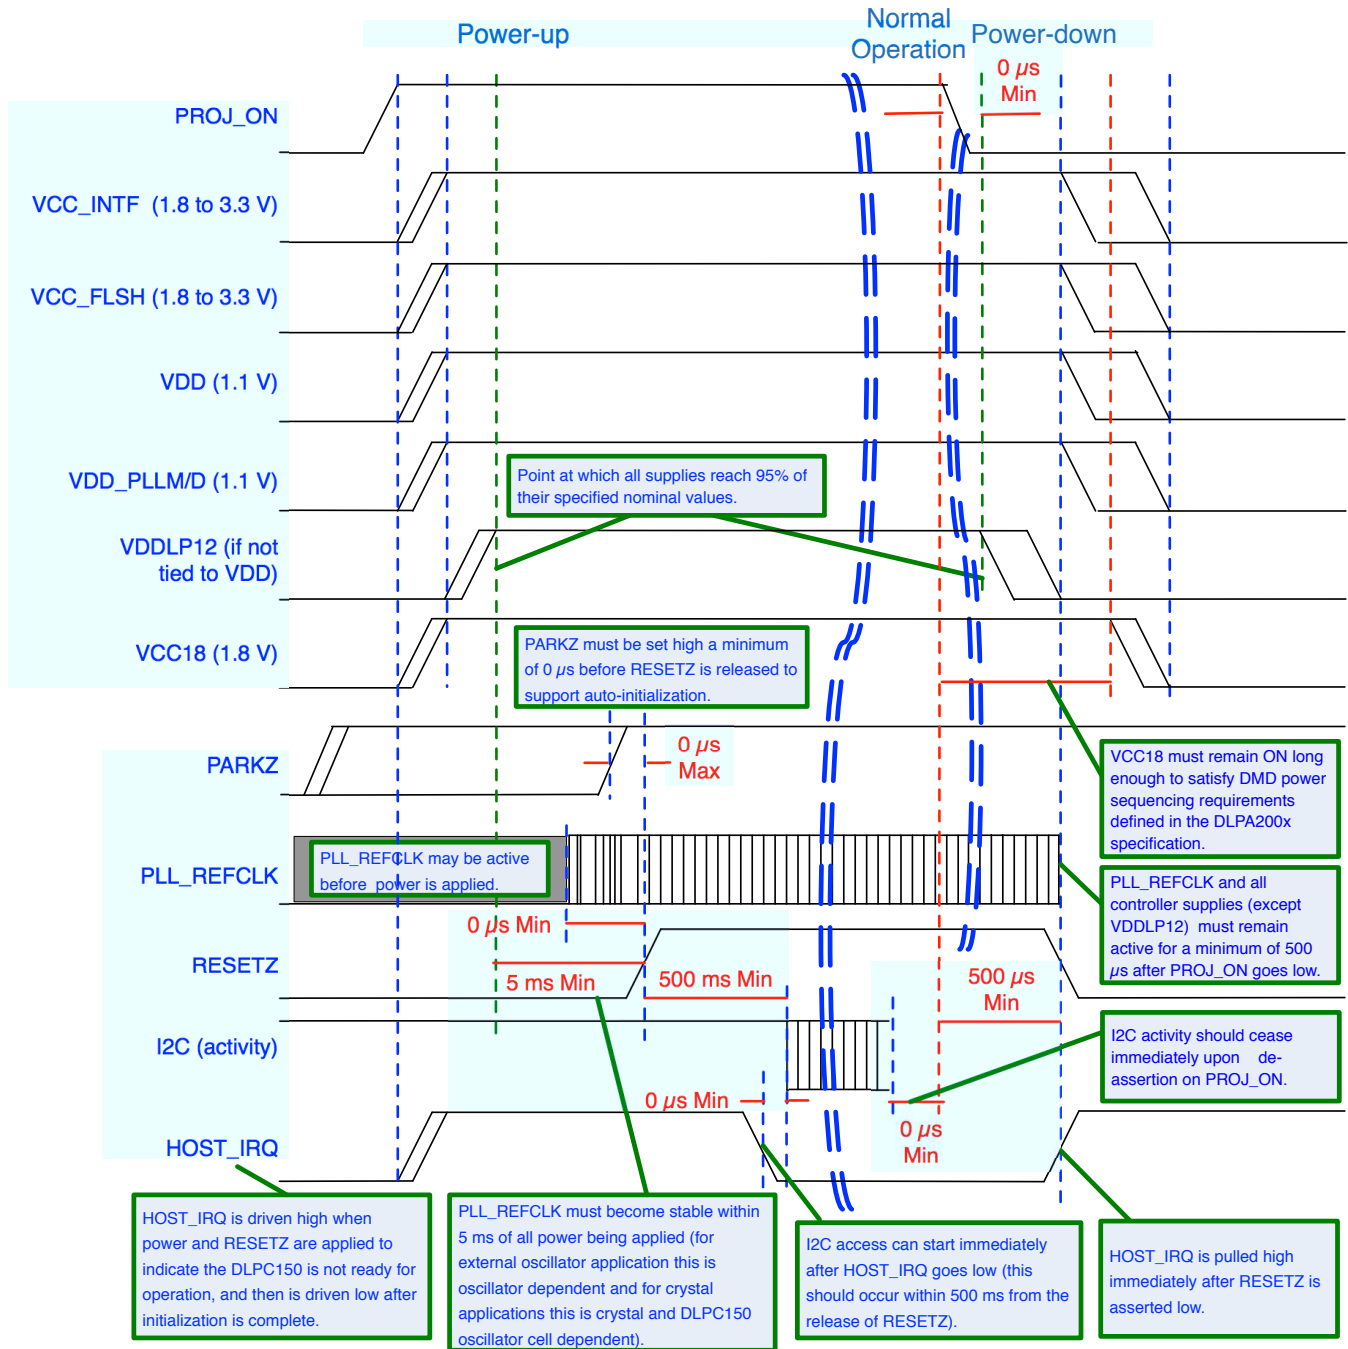 Power-up
Normal
Operation
Power-down
0 µs
Min
PROJ_ON
VCC_INTF (1.8 to 3.3 V)
VCC_FLSH (1.8 to 3.3 V)
VDD (1.1 V)
VDD_PLLM/D (1.1 V)
Point at which all supplies reach 95% of
their specified nominal values.
VDDLP12 (if not
tied to VDD)
VCC18 (1.8 V)
PARKZ must be set high a minimum
of 0 µs before RESETZ is released to
support auto-initialization.
PARKZ
0 µs
Max
VCC18 must remain ON long
enough to satisfy DMD power
sequencing requirements
defined in the DLPA200x
specification.
PLL_REFCLK
PLL_REFCLK may be active
before power is applied.
PLL_REFCLK and all
controller supplies (except
VDDLP12) must remain
active for a minimum of 500
µs after PROJ_ON goes low.
0 µs Min
RESETZ
5 ms Min
500 ms Min
500 µs
Min
I2C (activity)
I2C activity should cease
immediately upon de-
assertion on PROJ_ON.
0 µs Min
0 µs
Min
HOST_IRQ
HOST_IRQ is driven high when
power and RESETZ are applied to
indicate the DLPC150 is not ready for
operation, and then is driven low after
initialization is complete.
PLL_REFCLK must become stable within
5 ms of all power being applied (for
external oscillator application this is
oscillator dependent and for crystal
applications this is crystal and DLPC150
oscillator cell dependent).
I2C access can start immediately
after HOST_IRQ goes low (this
should occur within 500 ms from the
release of RESETZ).
HOST_IRQ is pulled high
immediately after RESETZ is
asserted low.